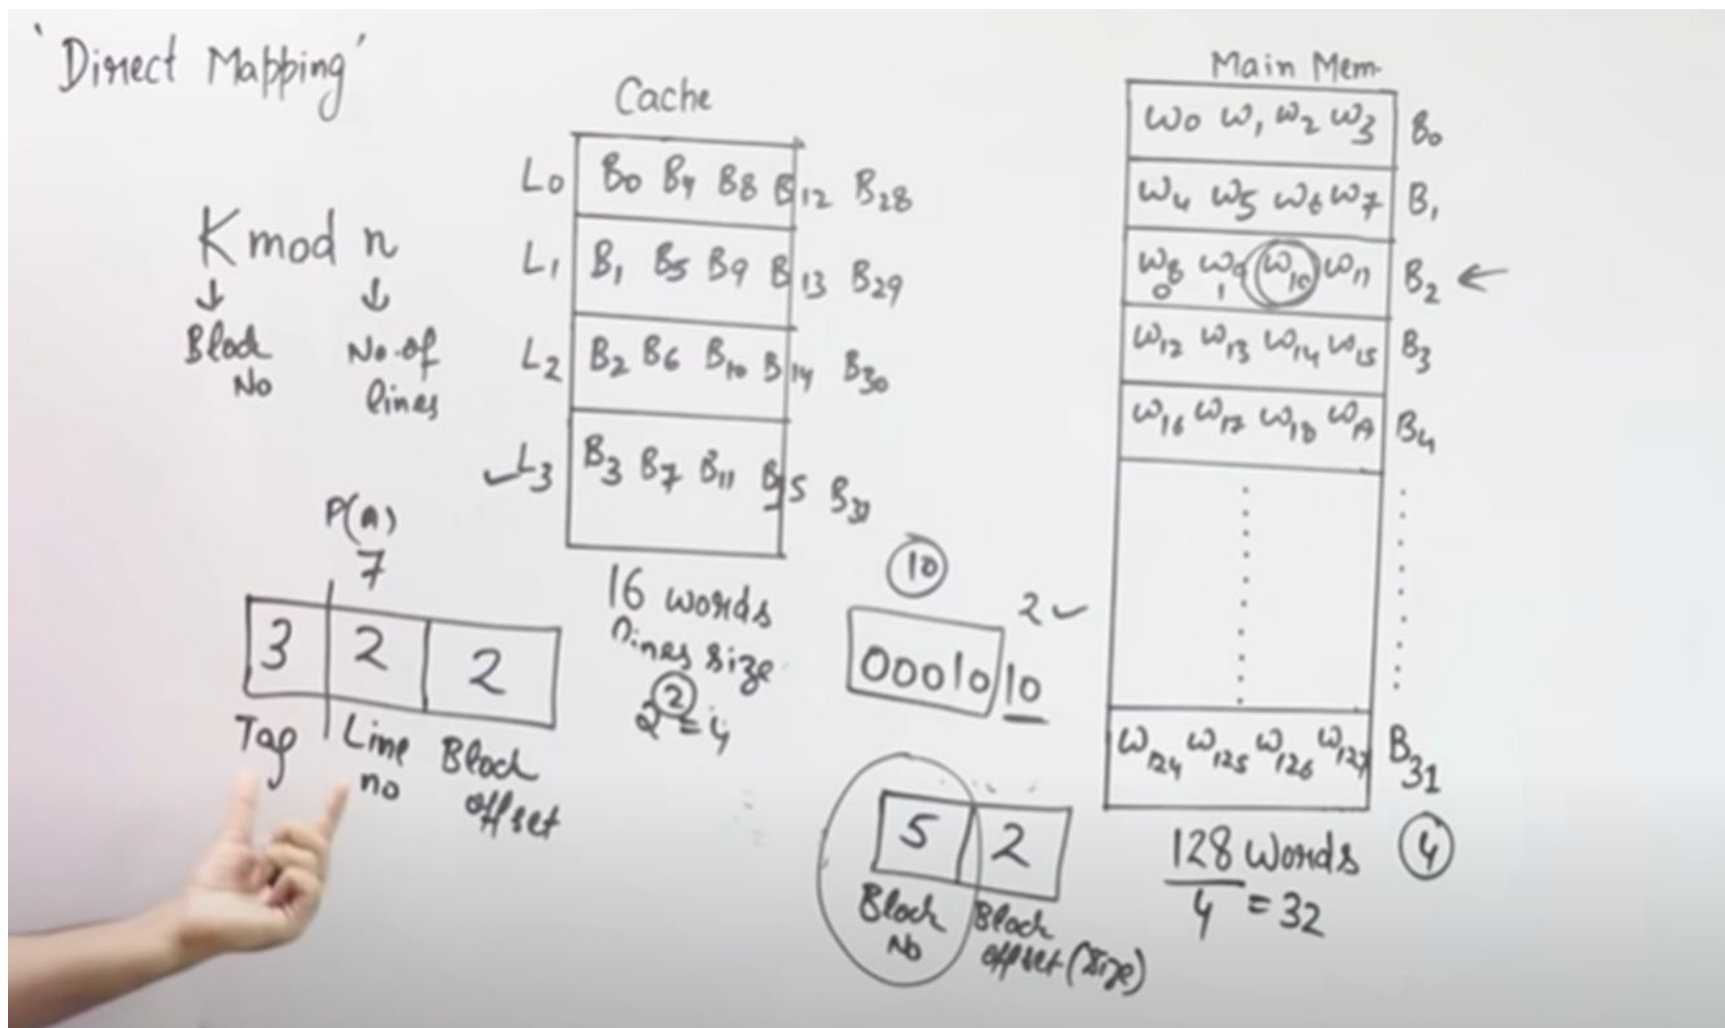 'Direct Mapping'
K mod n
↓ ↓
Block No
No. of lines
Cache
L0 B0 B4 B8 B12 B28
L1 B1 B5 B9 B13 B29
L2 B2 B6 B10 B14 B30
✓L3 B3 B7 B11 B15 B31
16 words
lines size
2² = 4
P(A)
7
3 2 2
Tag Line no Block offset
10
0001010
2 ✓
5 2
Block No Block offset (Size)
Main Mem.
W0 W1 W2 W3 B0
W4 W5 W6 W7 B1
W8 W9 W10 W11 B2 ←
0 1
W12 W13 W14 W15 B3
W16 W17 W18 W19 B4
W124 W125 W126 W127 B31
128 Words 4
4 = 32